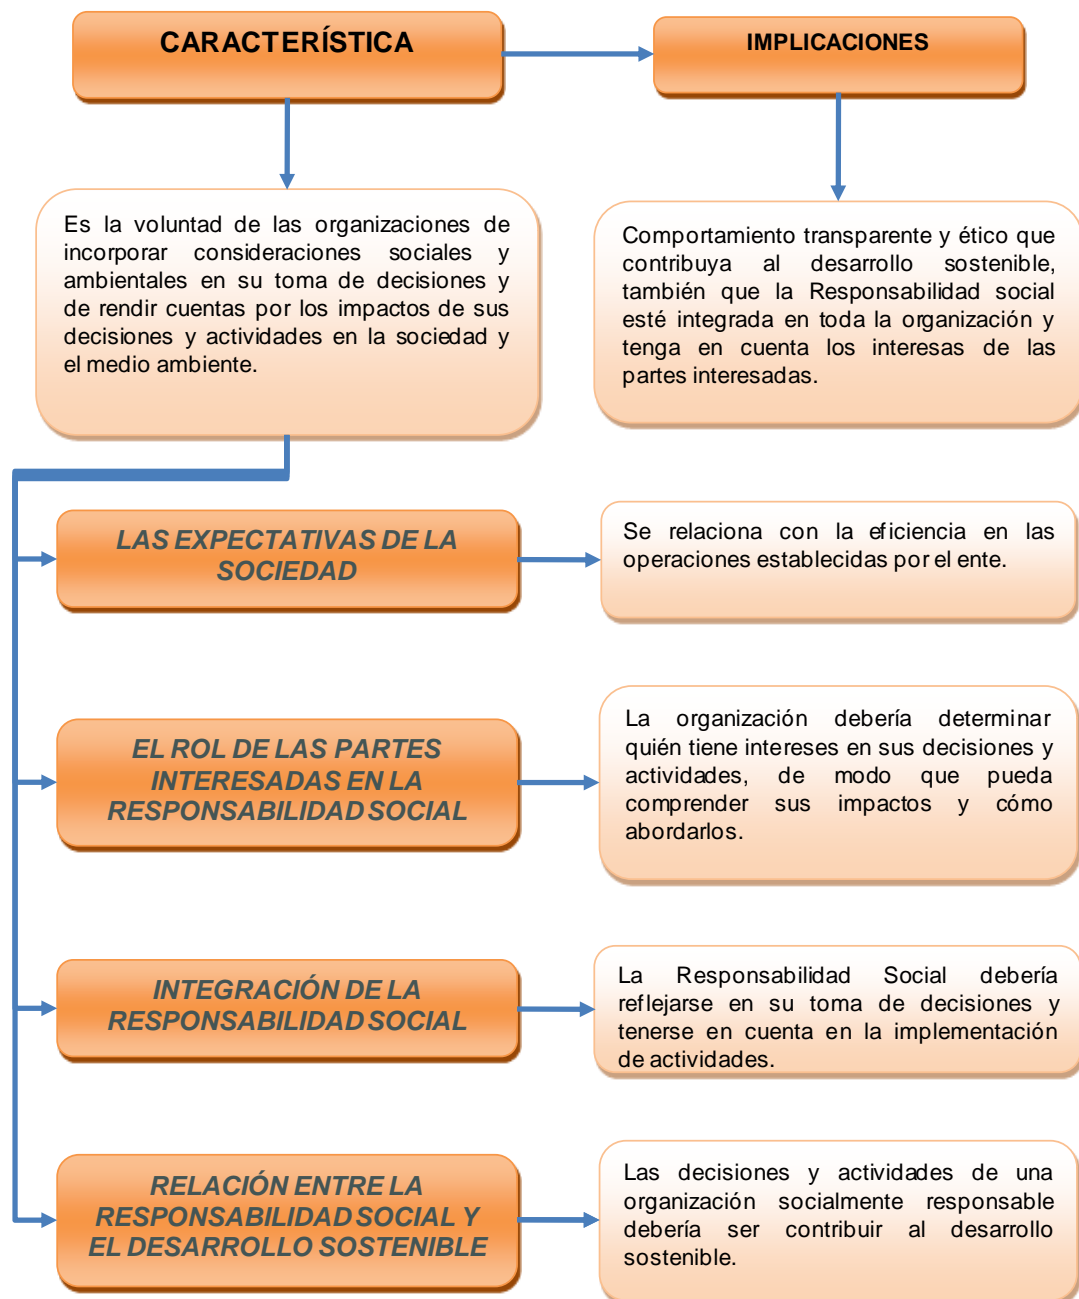 CARACTERÍSTICA
IMPLICACIONES
Es la voluntad de las organizaciones de
incorporar consideraciones sociales y
ambientales en su toma de decisiones y
de rendir cuentas por los impactos de sus
decisiones y actividades en la sociedad y
el medio ambiente.
Comportamiento transparente y ético que
contribuya al desarrollo sostenible,
también que la Responsabilidad social
esté integrada en toda la organización y
tenga en cuenta los interesas de las
partes interesadas.
LAS EXPECTATIVAS DE LA
SOCIEDAD
Se relaciona con la eficiencia en las
operaciones establecidas por el ente.
EL ROL DE LAS PARTES
INTERESADAS EN LA
RESPONSABILIDAD SOCIAL
La organización debería determinar
quién tiene intereses en sus decisiones y
actividades, de modo que pueda
comprender sus impactos y cómo
abordarlos.
INTEGRACIÓN DE LA
RESPONSABILIDAD SOCIAL
La Responsabilidad Social debería
reflejarse en su toma de decisiones y
tenerse en cuenta en la implementación
de actividades.
RELACIÓN ENTRE LA
RESPONSABILIDAD SOCIAL Y
EL DESARROLLO SOSTENIBLE
Las decisiones y actividades de una
organización socialmente responsable
debería ser contribuir al desarrollo
sostenible.